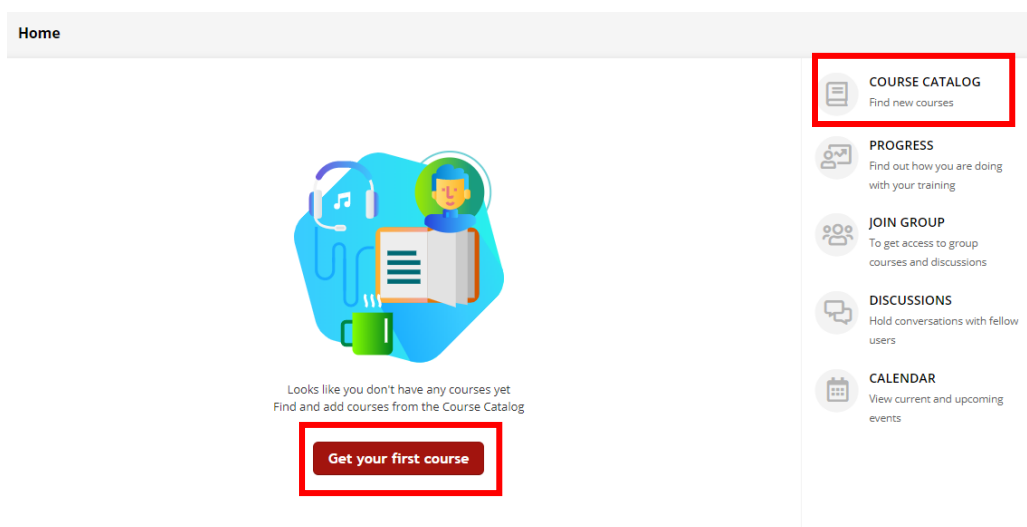 Home
Looks like you don't have any courses yet
Find and add courses from the Course Catalog
Get your first course
COURSE CATALOG
Find new courses
PROGRESS
Find out how you are doing
with your training
JOIN GROUP
To get access to group
courses and discussions
DISCUSSIONS
Hold conversations with fellow
users
CALENDAR
View current and upcoming
events